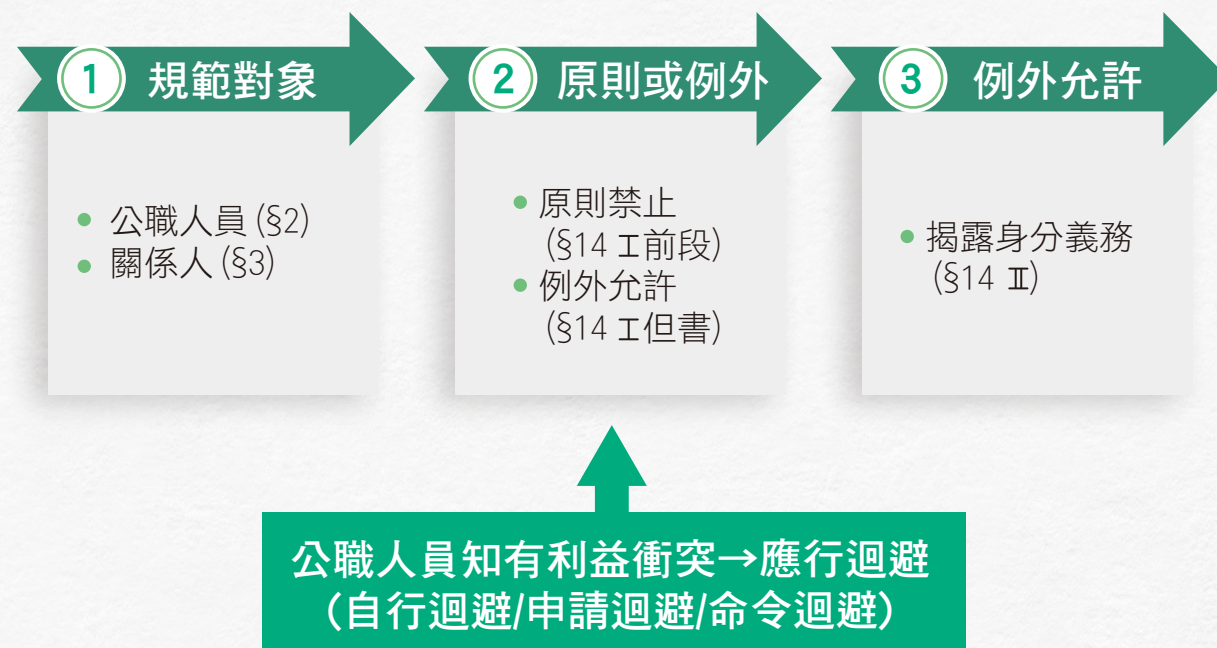 1 規範對象
• 公職人員 (§2)
• 關係人 (§3)
2 原則或例外
• 原則禁止
(§14 Ⅰ前段)
• 例外允許
(§14 Ⅰ但書)
3 例外允許
• 揭露身分義務
(§14 Ⅱ)
公職人員知有利益衝突→應行迴避
(自行迴避/申請迴避/命令迴避)